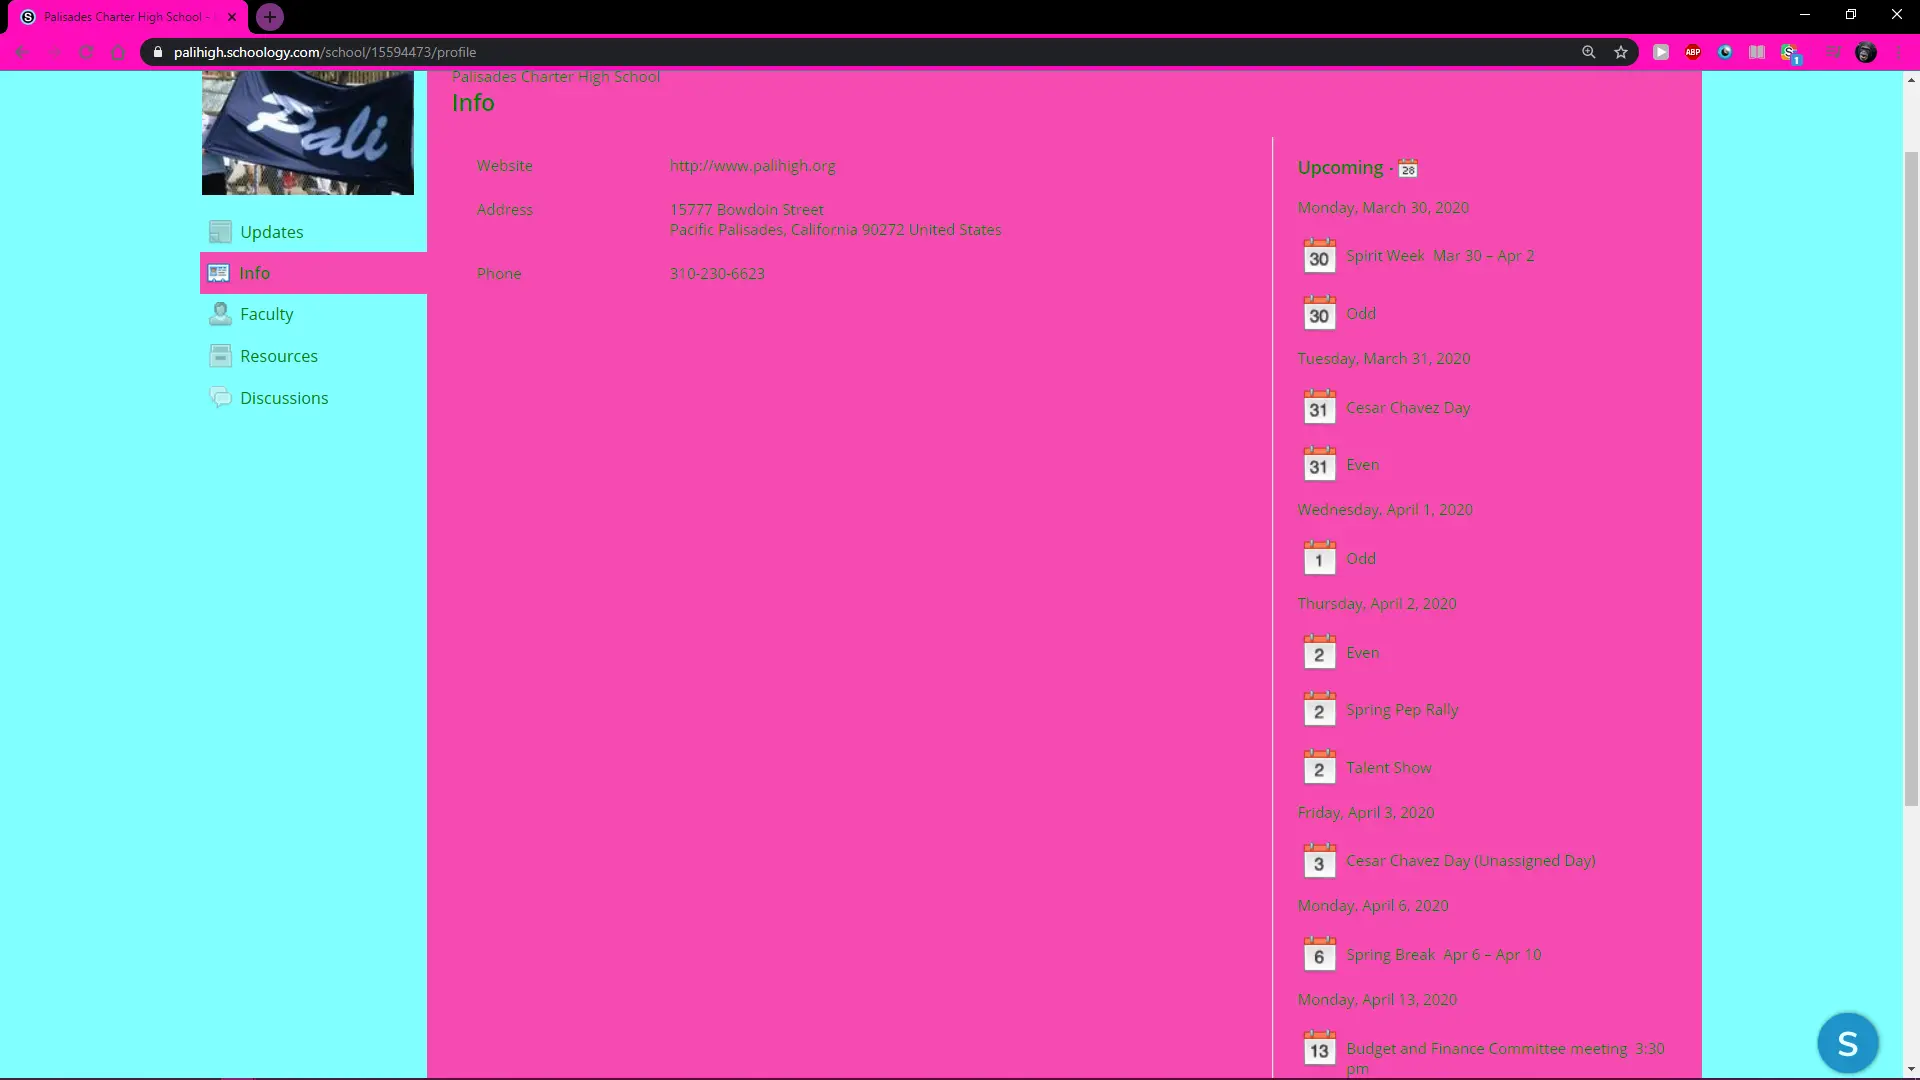 Palisades Charter High School -
palihigh.schoology.com/school/15594473/profile
ABP
1
Pali
Updates
Info
Faculty
Resources
Discussions
Palisades Charter High School
Info
Website http://www.palihigh.org
Address 15777 Bowdoin Street
Pacific Palisades, California 90272 United States
Phone 310-230-6623
Upcoming · 28
Monday, March 30, 2020
30 Spirit Week Mar 30 – Apr 2
30 Odd
Tuesday, March 31, 2020
31 Cesar Chavez Day
31 Even
Wednesday, April 1, 2020
1 Odd
Thursday, April 2, 2020
2 Even
2 Spring Pep Rally
2 Talent Show
Friday, April 3, 2020
3 Cesar Chavez Day (Unassigned Day)
Monday, April 6, 2020
6 Spring Break Apr 6 – Apr 10
Monday, April 13, 2020
13 Budget and Finance Committee meeting 3:30
pm
S